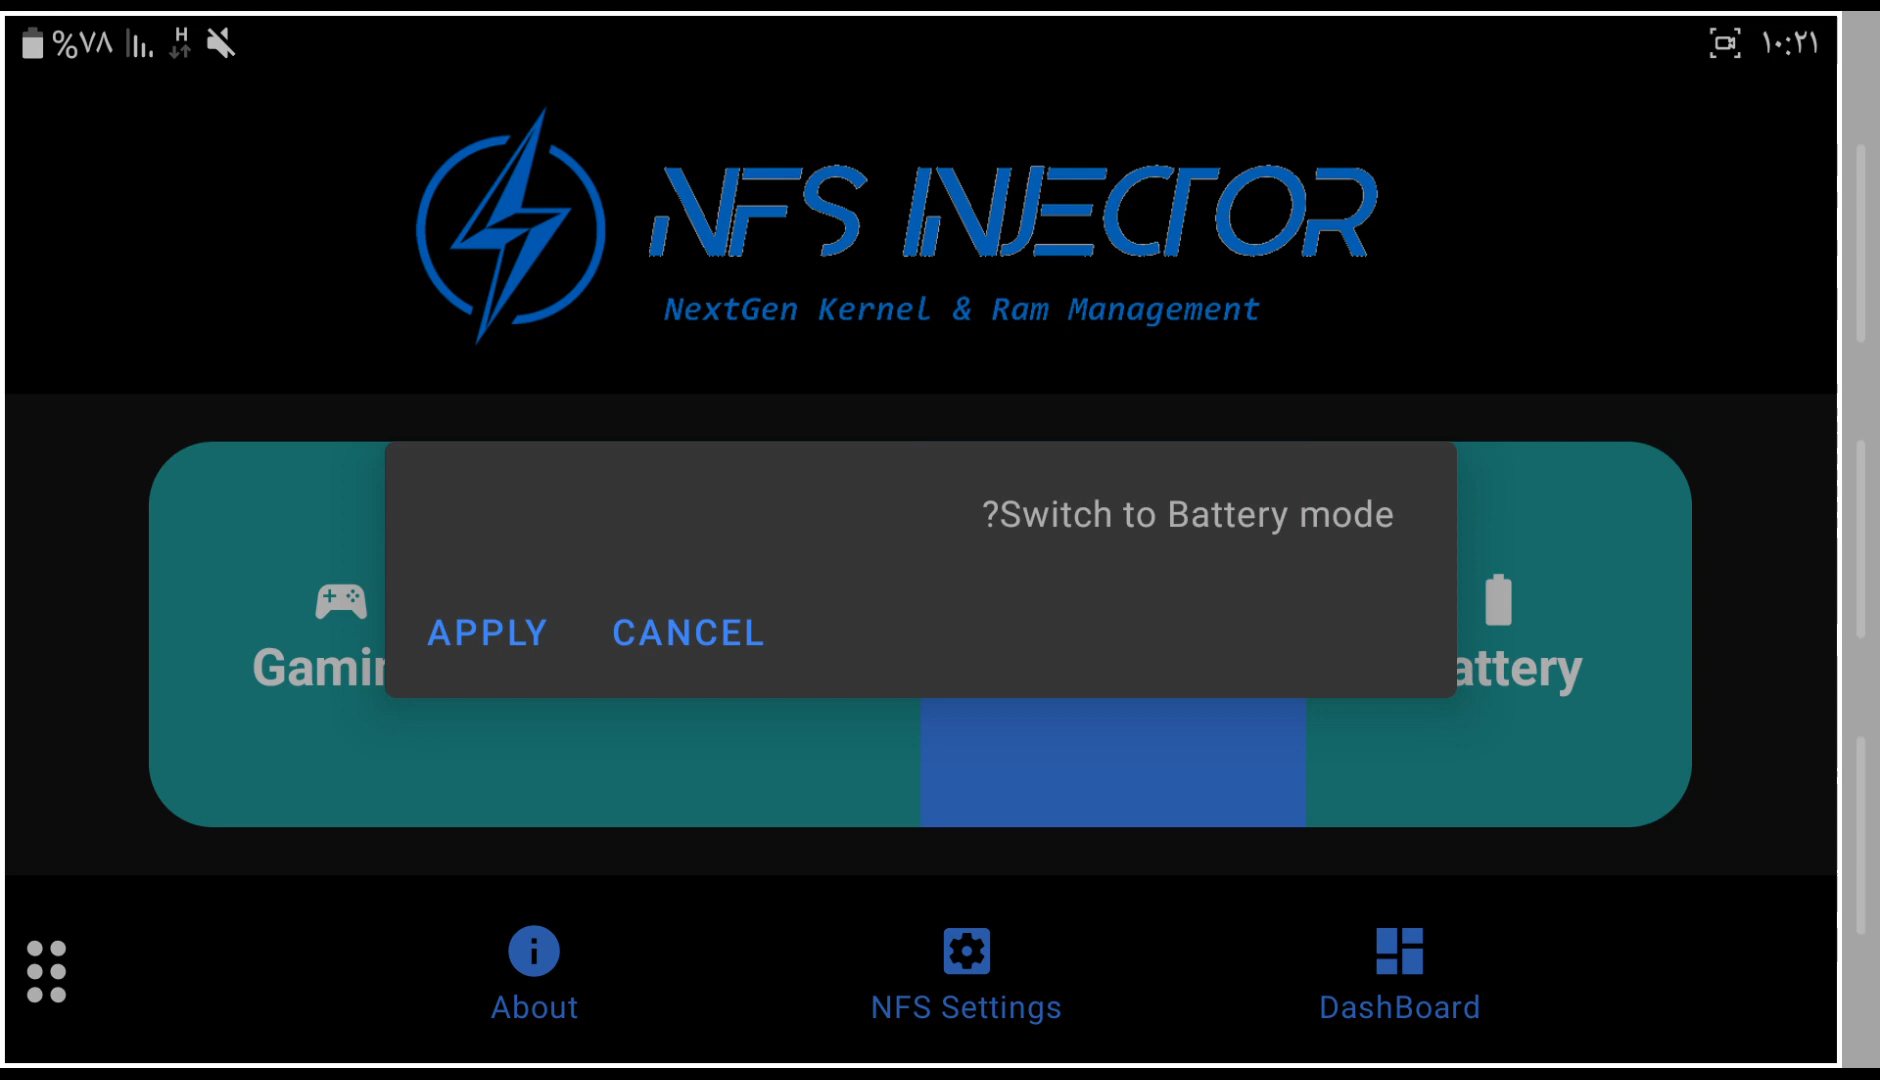 %٧٨ H ١٠:٢١
NFS INJECTOR
NextGen Kernel & Ram Management
?Switch to Battery mode
APPLY CANCEL
Gamin attery
About NFS Settings DashBoard